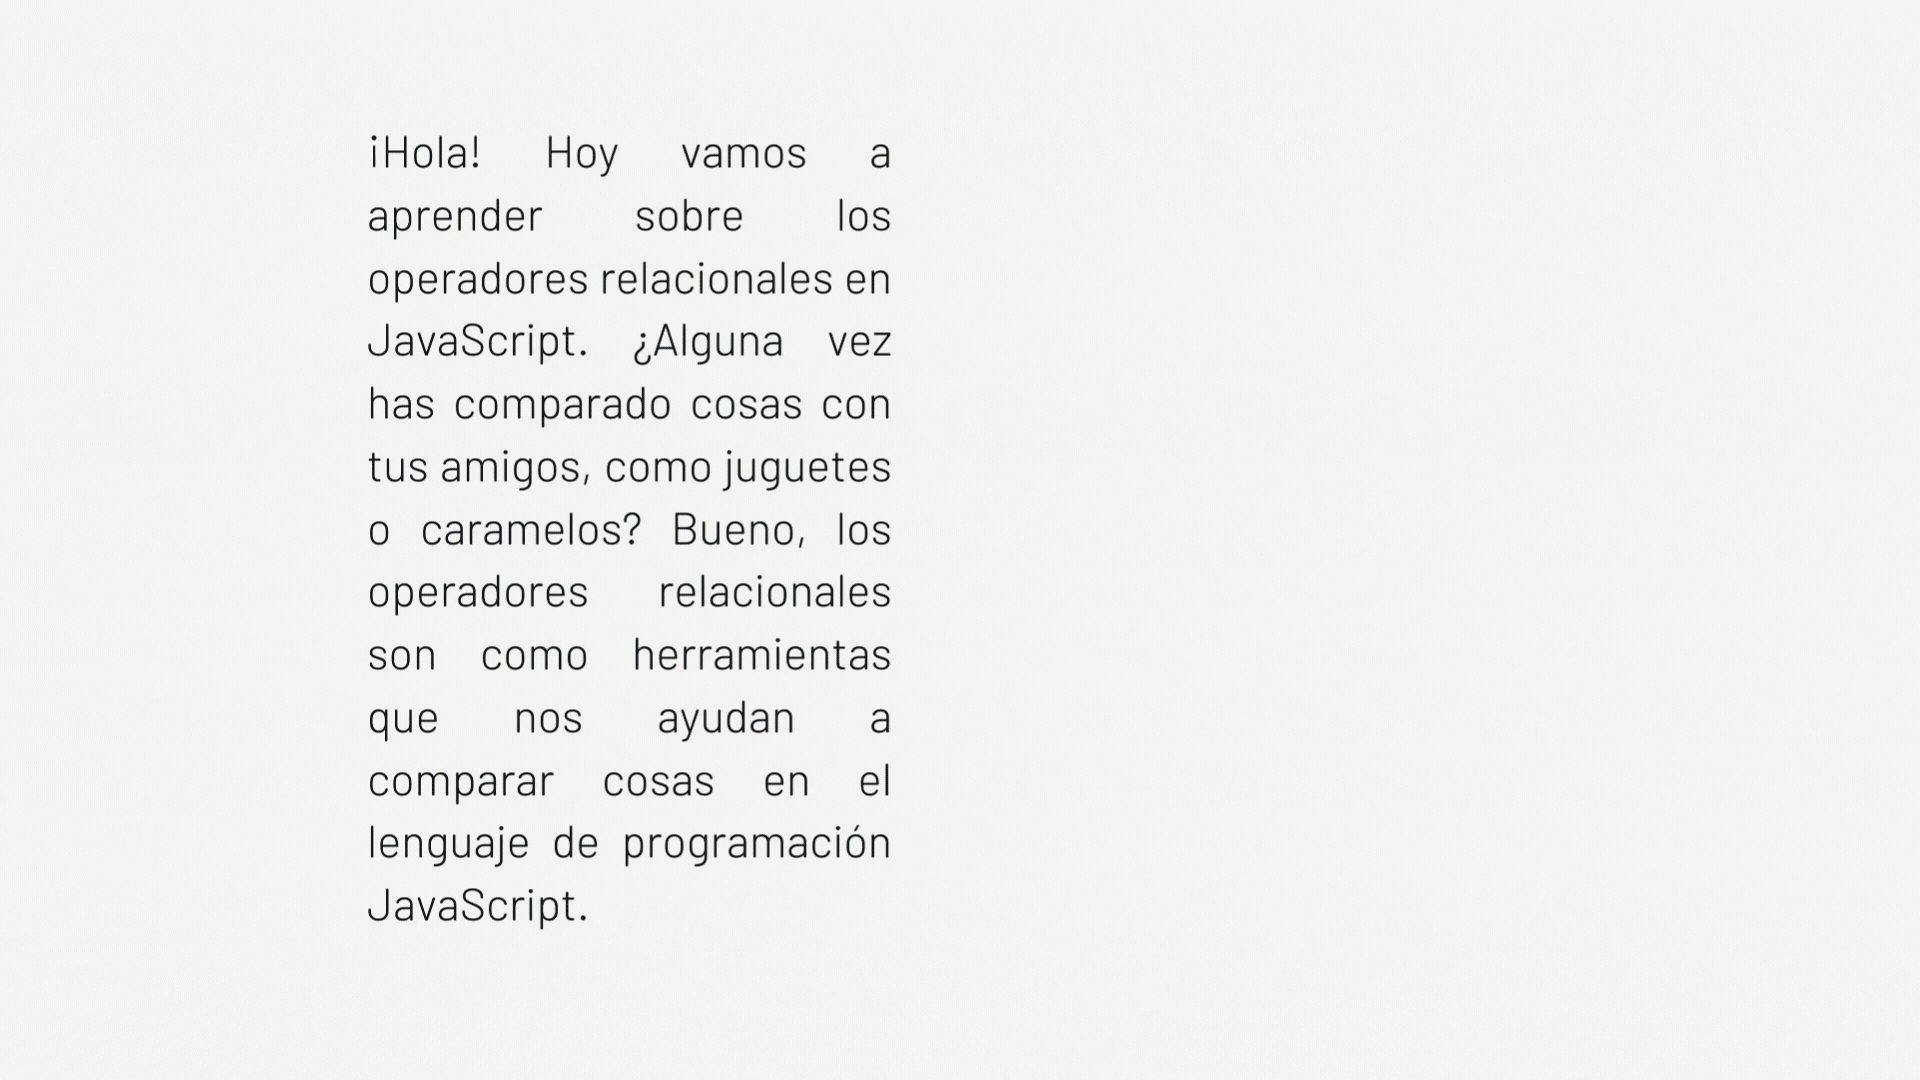 ¡Hola! Hoy vamos a
aprender sobre los
operadores relacionales en
JavaScript. ¿Alguna vez
has comparado cosas con
tus amigos, como juguetes
o caramelos? Bueno, los
operadores relacionales
son como herramientas
que nos ayudan a
comparar cosas en el
lenguaje de programación
JavaScript.